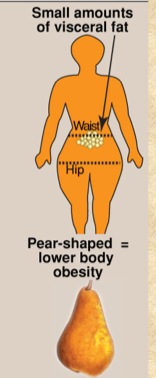 Small amounts
of visceral fat
Waist
Hip
Pear-shaped =
lower body
obesity